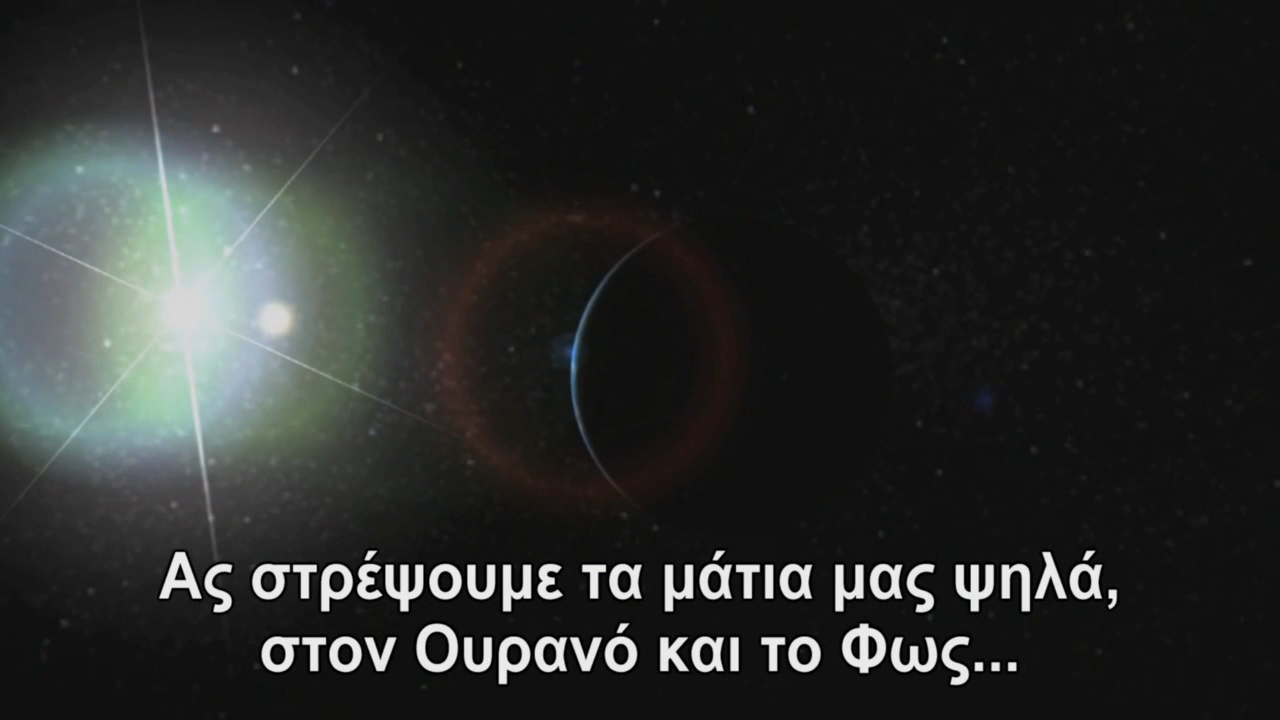 Ας στρέψουμε τα μάτια μας ψηλά,
στον Ουρανό και το Φως...